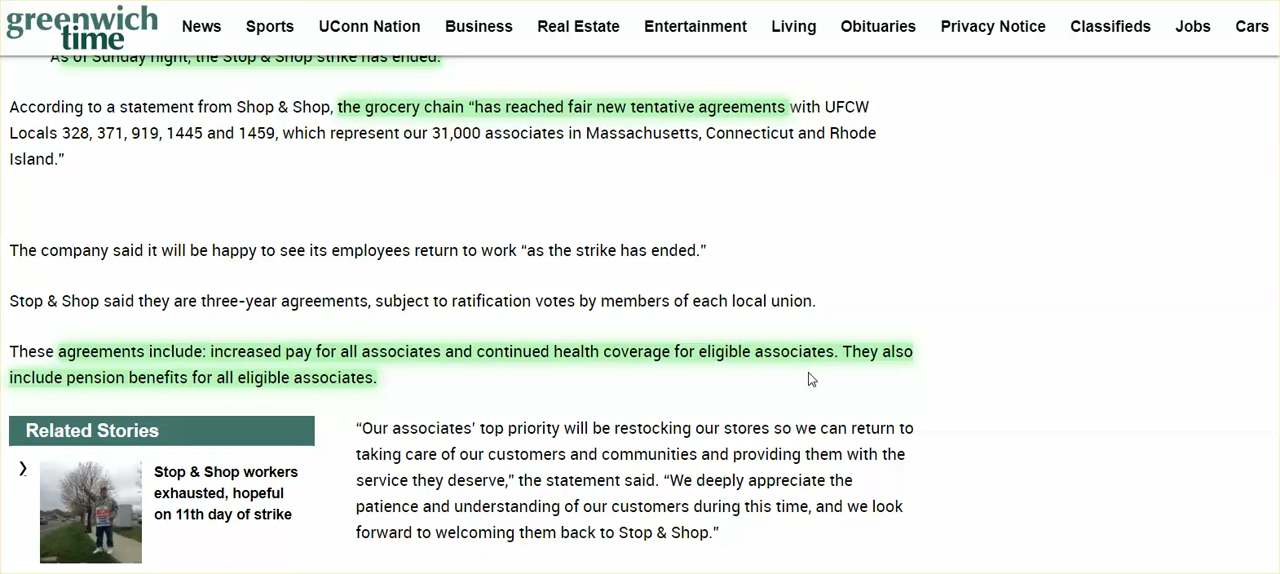 greenwich
time
News Sports UConn Nation Business Real Estate Entertainment Living Obituaries Privacy Notice Classifieds Jobs Cars
As of Sunday night, the Stop & Shop strike has ended.
According to a statement from Shop & Shop, the grocery chain “has reached fair new tentative agreements with UFCW
Locals 328, 371, 919, 1445 and 1459, which represent our 31,000 associates in Massachusetts, Connecticut and Rhode
Island.”
The company said it will be happy to see its employees return to work “as the strike has ended.”
Stop & Shop said they are three-year agreements, subject to ratification votes by members of each local union.
These agreements include: increased pay for all associates and continued health coverage for eligible associates. They also
include pension benefits for all eligible associates.
Related Stories
Stop & Shop workers
exhausted, hopeful
on 11th day of strike
“Our associates’ top priority will be restocking our stores so we can return to
taking care of our customers and communities and providing them with the
service they deserve,” the statement said. “We deeply appreciate the
patience and understanding of our customers during this time, and we look
forward to welcoming them back to Stop & Shop.”